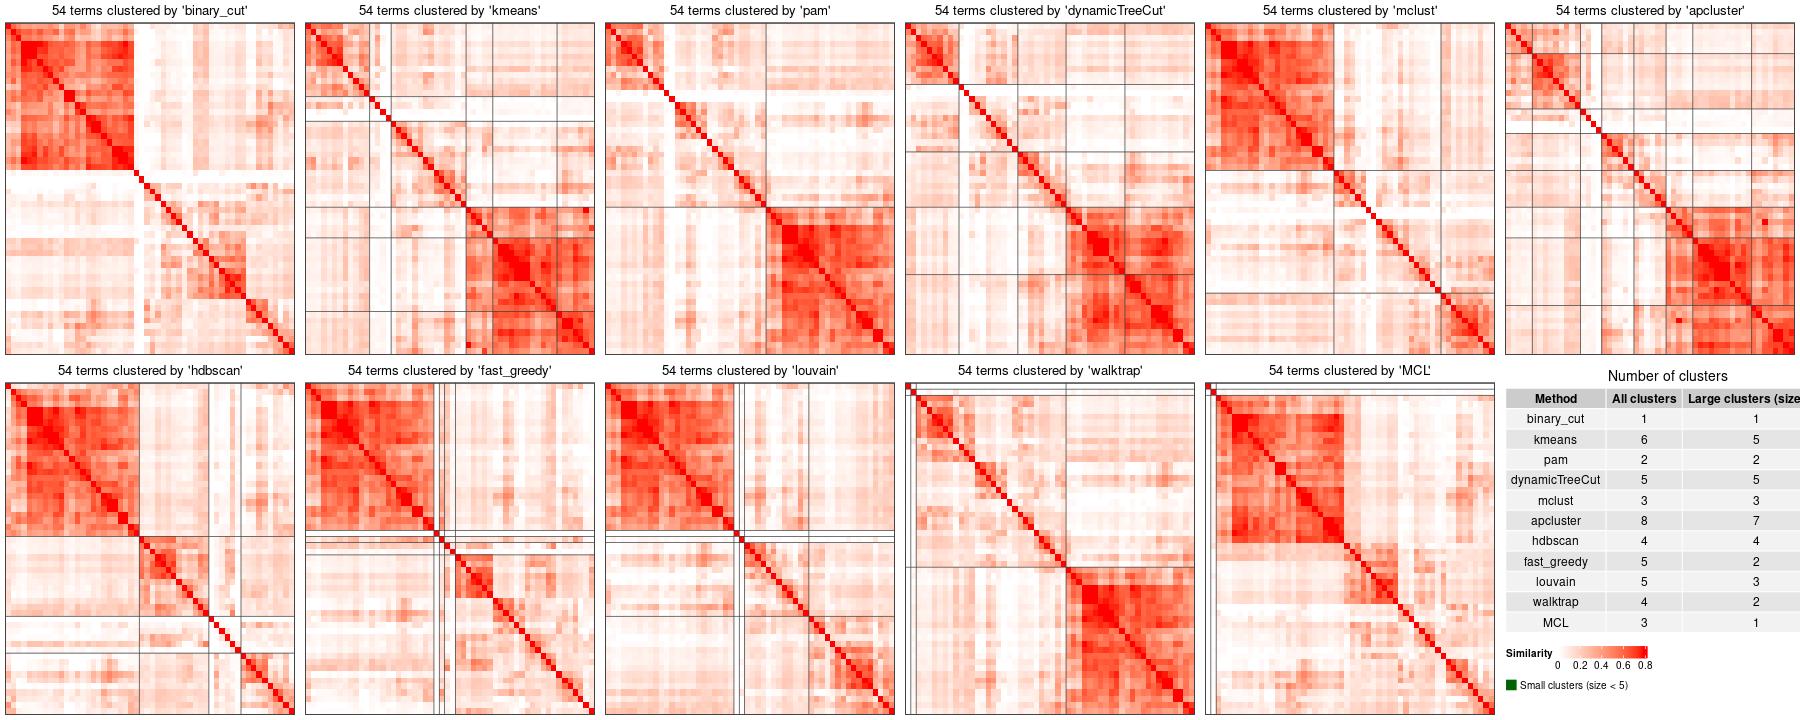 54 terms clustered by 'binary_cut'
54 terms clustered by 'kmeans'
54 terms clustered by 'pam'
54 terms clustered by 'dynamicTreeCut'
54 terms clustered by 'mclust'
54 terms clustered by 'apcluster'
54 terms clustered by 'hdbscan'
54 terms clustered by 'fast_greedy'
54 terms clustered by 'louvain'
54 terms clustered by 'walktrap'
54 terms clustered by 'MCL'
Number of clusters
Method All clusters Large clusters (size
binary_cut 1 1
kmeans 6 5
pam 2 2
dynamicTreeCut 5 5
mclust 3 3
apcluster 8 7
hdbscan 4 4
fast_greedy 5 2
louvain 5 3
walktrap 4 2
MCL 3 1
Similarity
0 0.2 0.4 0.6 0.8
Small clusters (size < 5)